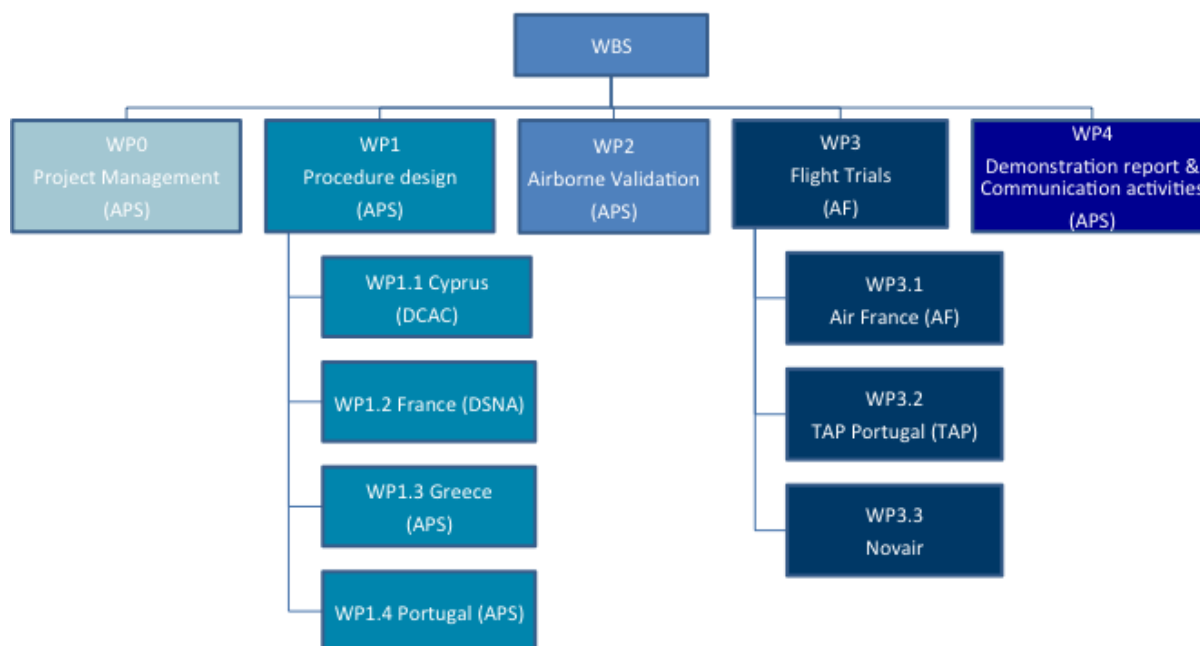 WBS
WP0
Project Management
(APS)
WP1
Procedure design
(APS)
WP2
Airborne Validation
(APS)
WP3
Flight Trials
(AF)
WP4
Demonstration report &
Communication activities
(APS)
WP1.1 Cyprus
(DCAC)
WP1.2 France (DSNA)
WP1.3 Greece
(APS)
WP1.4 Portugal (APS)
WP3.1
Air France (AF)
WP3.2
TAP Portugal (TAP)
WP3.3
Novair